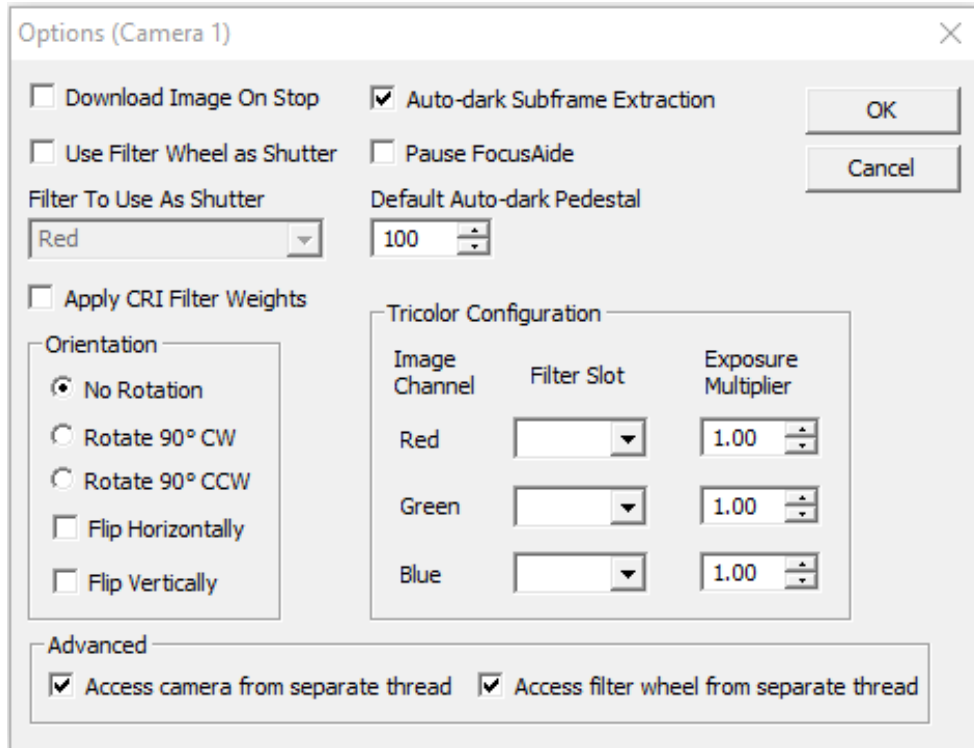 Options (Camera 1)
Download Image On Stop
Auto-dark Subframe Extraction
OK
Use Filter Wheel as Shutter
Pause FocusAide
Cancel
Filter To Use As Shutter
Default Auto-dark Pedestal
Red
100
Apply CRI Filter Weights
Orientation
No Rotation
Rotate 90° CW
Rotate 90° CCW
Flip Horizontally
Flip Vertically
Tricolor Configuration
Image
Channel
Filter Slot
Exposure
Multiplier
Red
1.00
Green
1.00
Blue
1.00
Advanced
Access camera from separate thread
Access filter wheel from separate thread